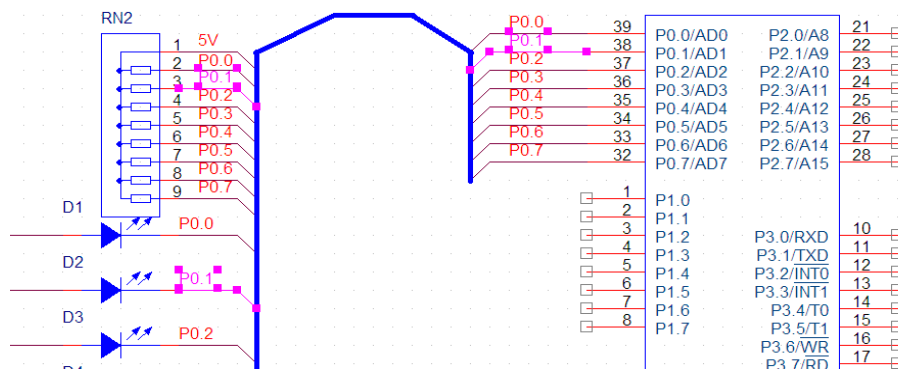 RN2
1 5V
2 P0.0
3 P0.1
4 P0.2
5 P0.3
6 P0.4
7 P0.5
8 P0.6
9 P0.7
D1
P0.0
D2
P0.1
D3
P0.2
P0.0 39 P0.0/AD0 P2.0/A8 21
P0.1 38 P0.1/AD1 P2.1/A9 22
P0.2 37 P0.2/AD2 P2.2/A10 23
P0.3 36 P0.3/AD3 P2.3/A11 24
P0.4 35 P0.4/AD4 P2.4/A12 25
P0.5 34 P0.5/AD5 P2.5/A13 26
P0.6 33 P0.6/AD6 P2.6/A14 27
P0.7 32 P0.7/AD7 P2.7/A15 28
1 P1.0
2 P1.1
3 P1.2 P3.0/RXD 10
4 P1.3 P3.1/TXD 11
5 P1.4 P3.2/INT0 12
6 P1.5 P3.3/INT1 13
7 P1.6 P3.4/T0 14
8 P1.7 P3.5/T1 15
P3.6/WR 16
P3.7/RD 17